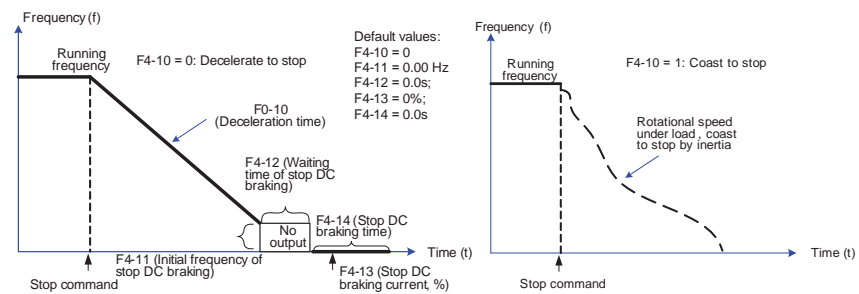 Frequency (f)
Running
frequency
F4-10 = 0: Decelerate to stop
Default values:
F4-10 = 0
F4-11 = 0.00 Hz
F4-12 = 0.0s;
F4-13 = 0%;
F4-14 = 0.0s
F0-10
(Deceleration time)
F4-12 (Waiting
time of stop DC
braking)
No
output
F4-14 (Stop DC
braking time)
Time (t)
F4-11 (Initial frequency of
stop DC braking)
F4-13 (Stop DC
braking current, %)
Stop command
Frequency (f)
Running
frequency
F4-10 = 1: Coast to stop
Rotational speed
under load , coast
to stop by inertia
Time (t)
Stop command